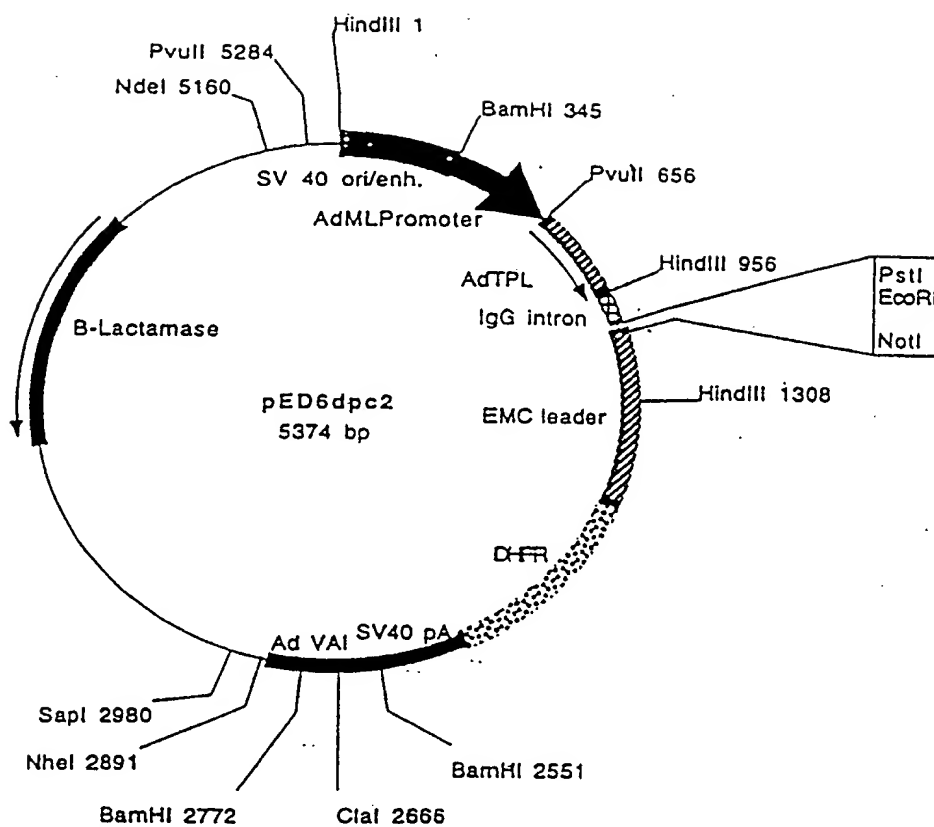 HindIII 1
PvuII 5284
NdeI 5160
BamHI 345
SV 40 ori/enh.
PvuII 656
AdMLPromoter
HindIII 956
AdTPL
PstI
EcoRI
IgG intron
NotI
B-Lactamase
pED6dpc2
5374 bp
EMC leader
HindIII 1308
DHFR
Ad VAI
SV40 pA
SapI 2980
NheI 2891
BamHI 2551
BamHI 2772
ClaI 2666